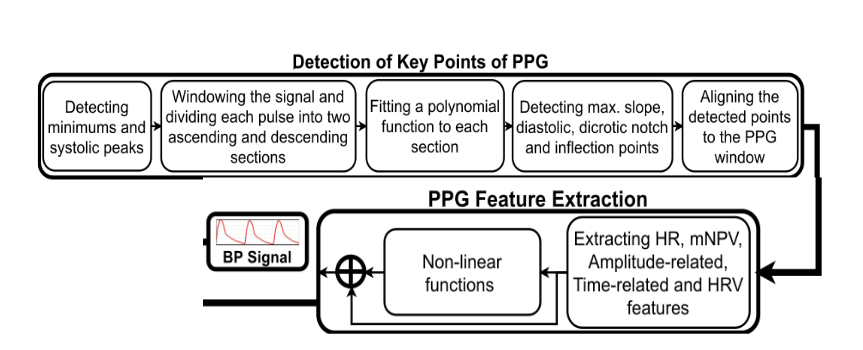 Detection of Key Points of PPG
Detecting
minimums and
systolic peaks
Windowing the signal and
dividing each pulse into two
ascending and descending
sections
Fitting a polynomial
function to each
section
Detecting max. slope,
diastolic, dicrotic notch
and inflection points
Aligning the
detected points
to the PPG
window
PPG Feature Extraction
BP Signal
Non-linear
functions
Extracting HR, mNPV,
Amplitude-related,
Time-related and HRV
features